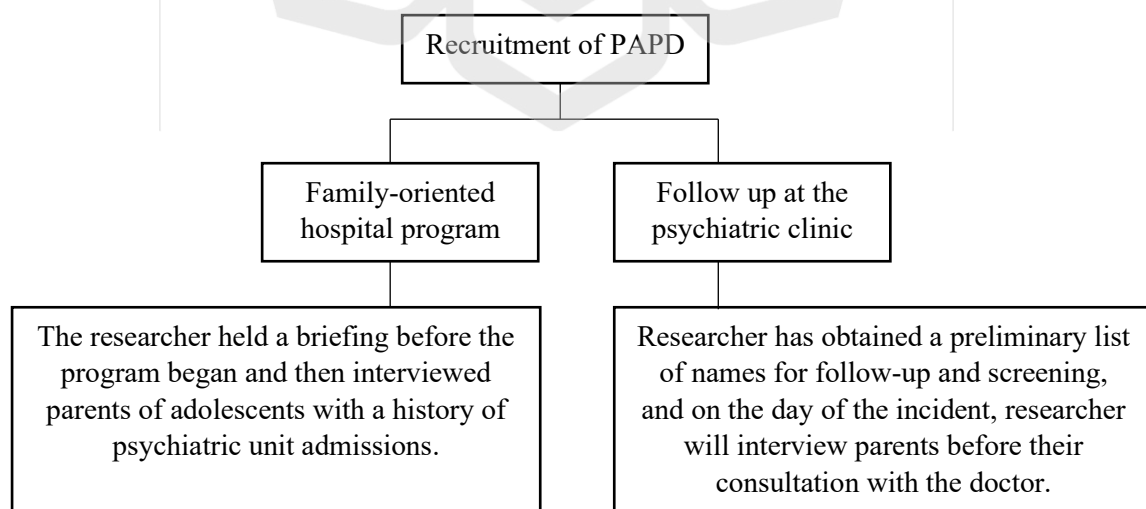 Recruitment of PAPD
Family-oriented
hospital program
Follow up at the
psychiatric clinic
The researcher held a briefing before the
program began and then interviewed
parents of adolescents with a history of
psychiatric unit admissions.
Researcher has obtained a preliminary list
of names for follow-up and screening,
and on the day of the incident, researcher
will interview parents before their
consultation with the doctor.